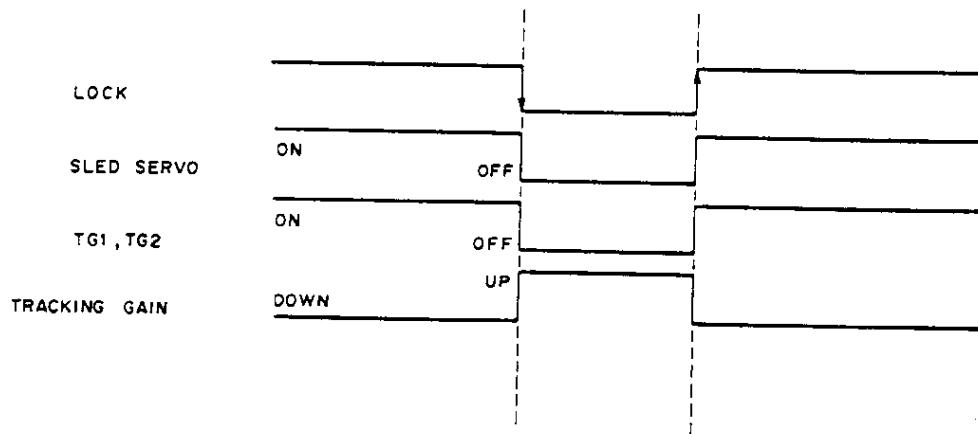 LOCK
ON
SLED SERVO
OFF
ON
TG1, TG2
OFF
UP
DOWN
TRACKING GAIN